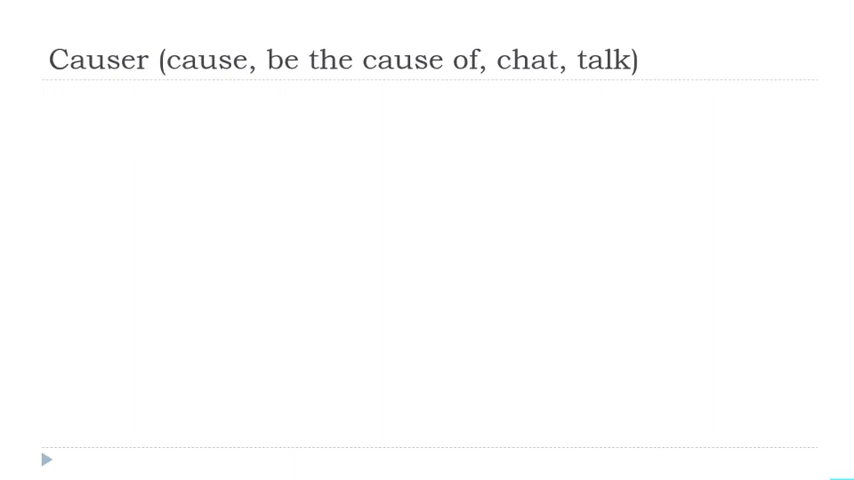 Causer (cause, be the cause of, chat, talk)